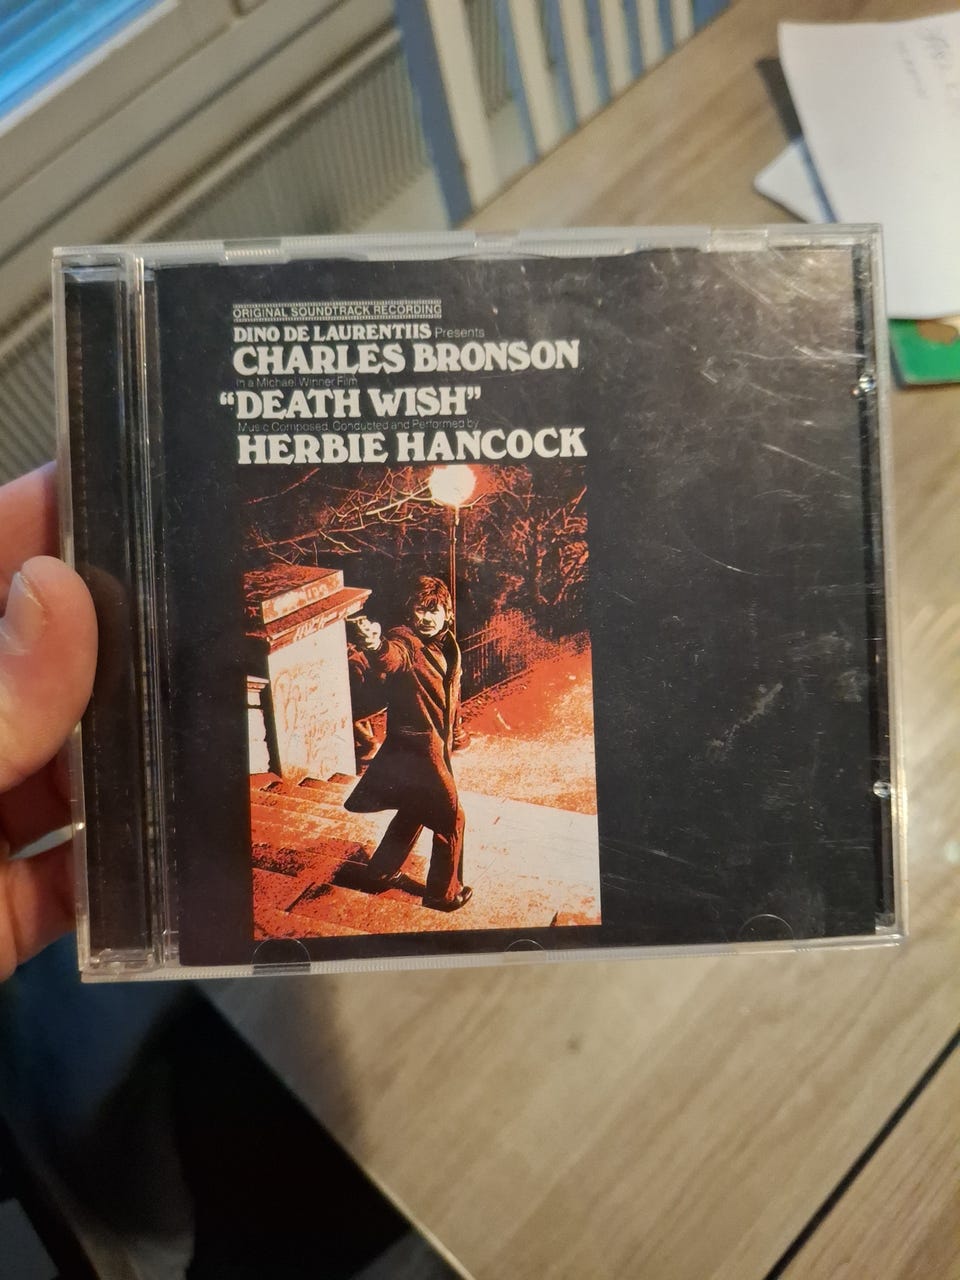 ORIGINAL SOUNDTRACK RECORDING
DINO DE LAURENTIIS Presents
CHARLES BRONSON
In a Michael Winner Film
“DEATH WISH”
Music Composed, Conducted and Performed by
HERBIE HANCOCK